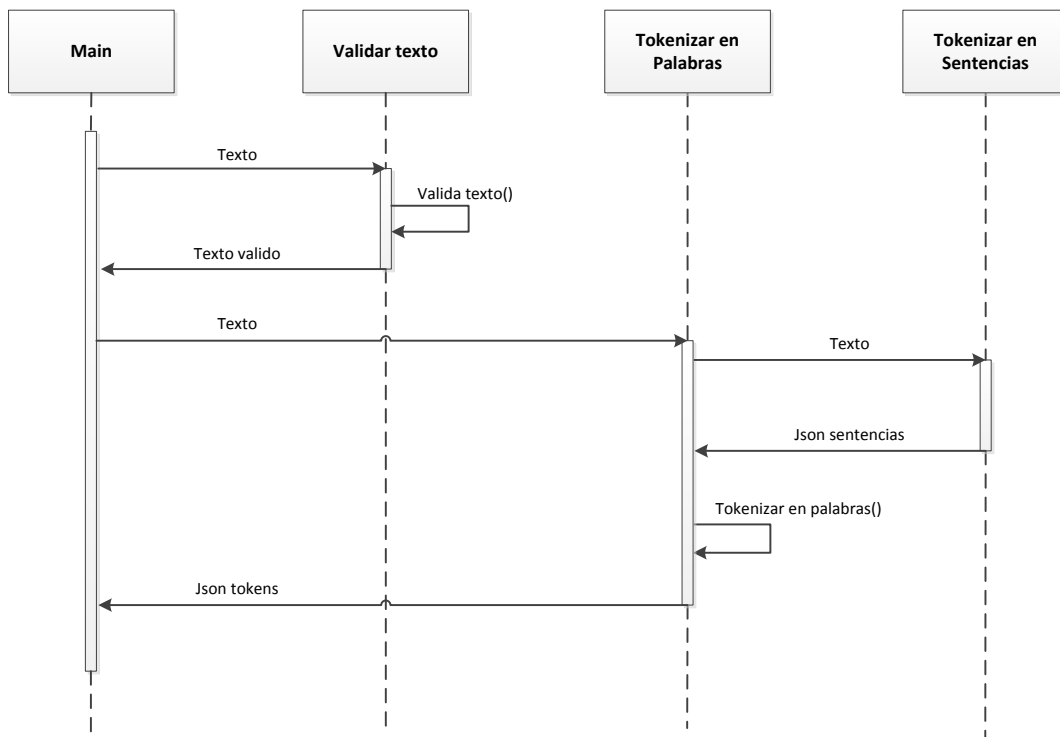 Main
Validar texto
Tokenizar en
Palabras
Tokenizar en
Sentencias
Texto
Valida texto()
Texto valido
Texto
Texto
Json sentencias
Tokenizar en palabras()
Json tokens